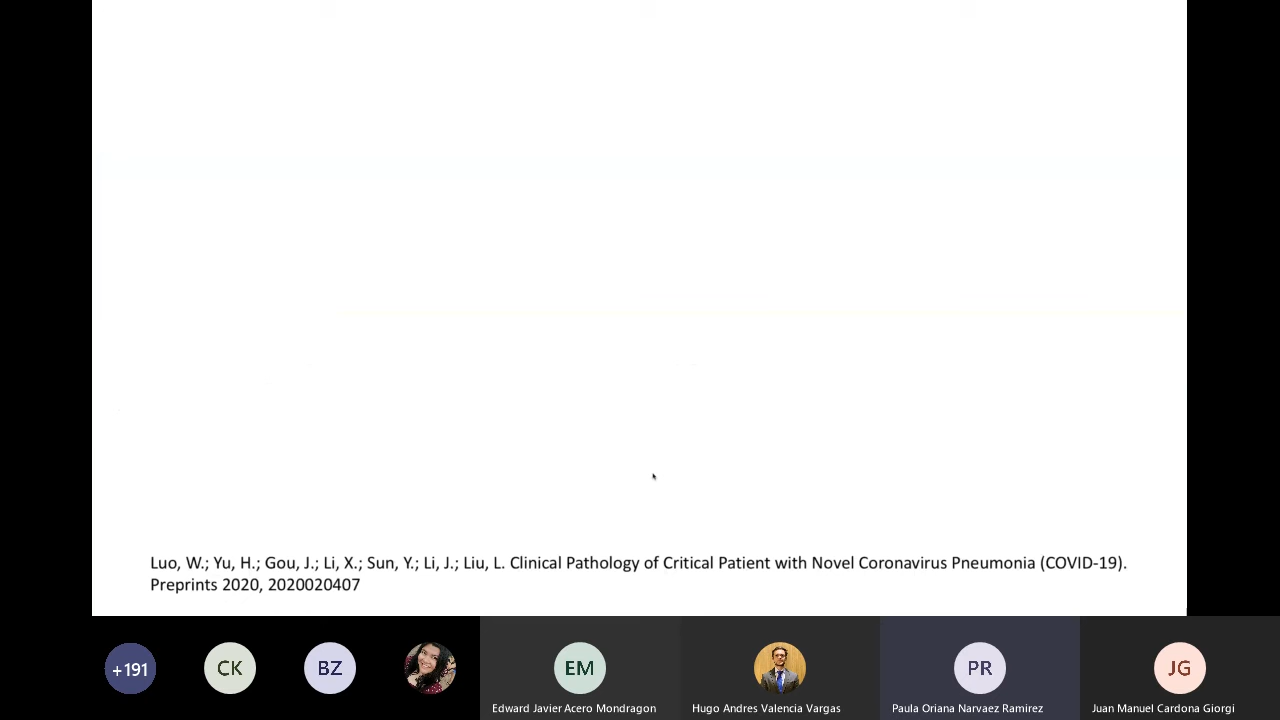 Luo, W.; Yu, H.; Gou, J.; Li, X.; Sun, Y.; Li, J.; Liu, L. Clinical Pathology of Critical Patient with Novel Coronavirus Pneumonia (COVID-19).
Preprints 2020, 2020020407
+191
CK
BZ
EM
PR
JG
Edward Javier Acero Mondragon
Hugo Andres Valencia Vargas
Paula Oriana Narvaez Ramirez
Juan Manuel Cardona Giorgi